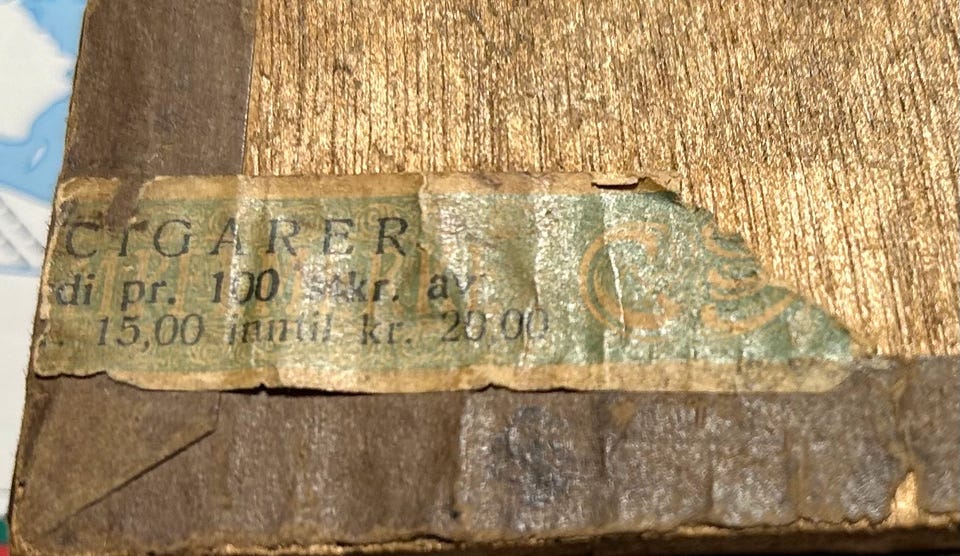 CIGARER
di pr. 100 stkr. av
. 15,00 inntil kr. 20,00